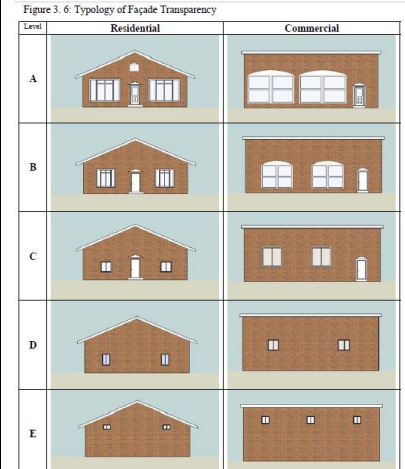 Figure 3. 6: Typology of Façade Transparency
Level Residential Commercial
A
B
C
D
E